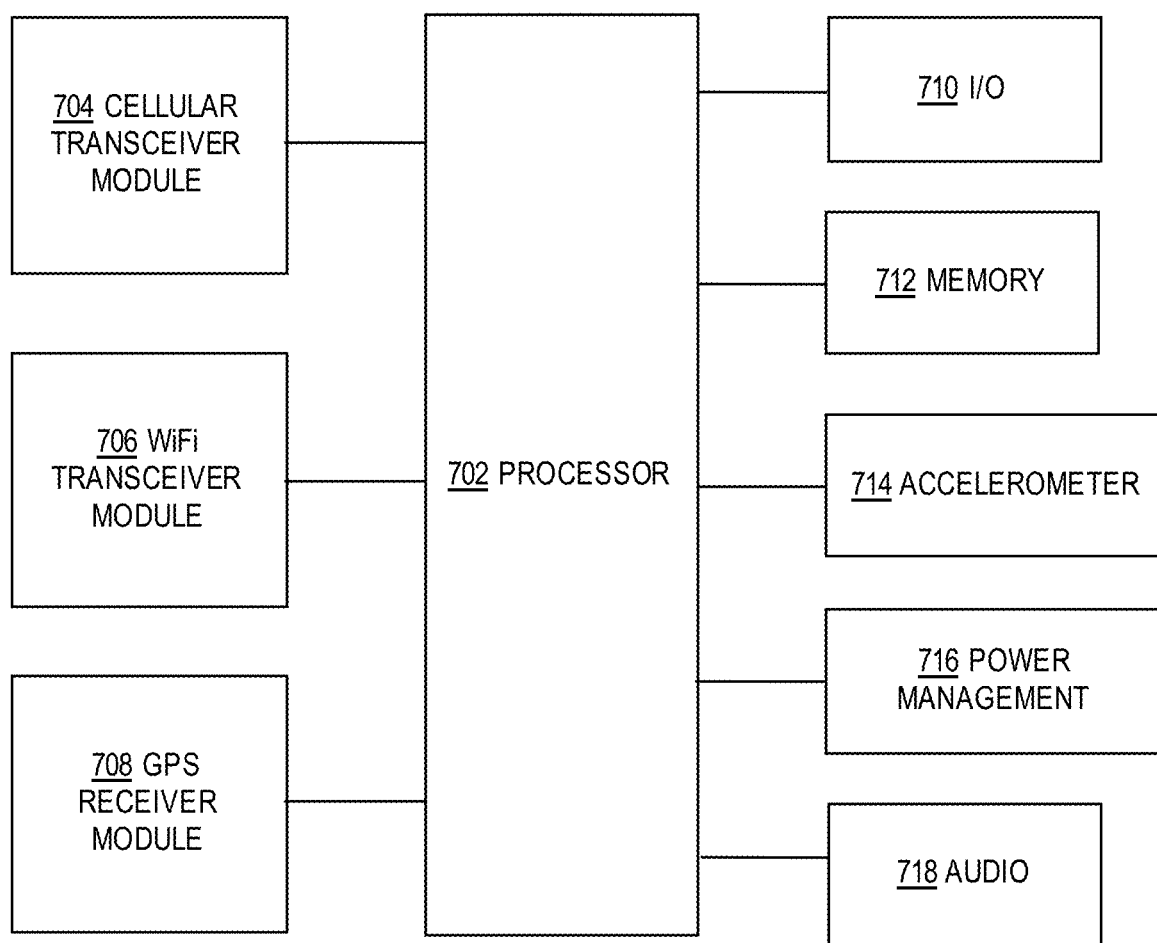 704 CELLULAR
TRANSCEIVER
MODULE
706 WiFi
TRANSCEIVER
MODULE
708 GPS
RECEIVER
MODULE
702 PROCESSOR
710 I/O
712 MEMORY
714 ACCELEROMETER
716 POWER
MANAGEMENT
718 AUDIO